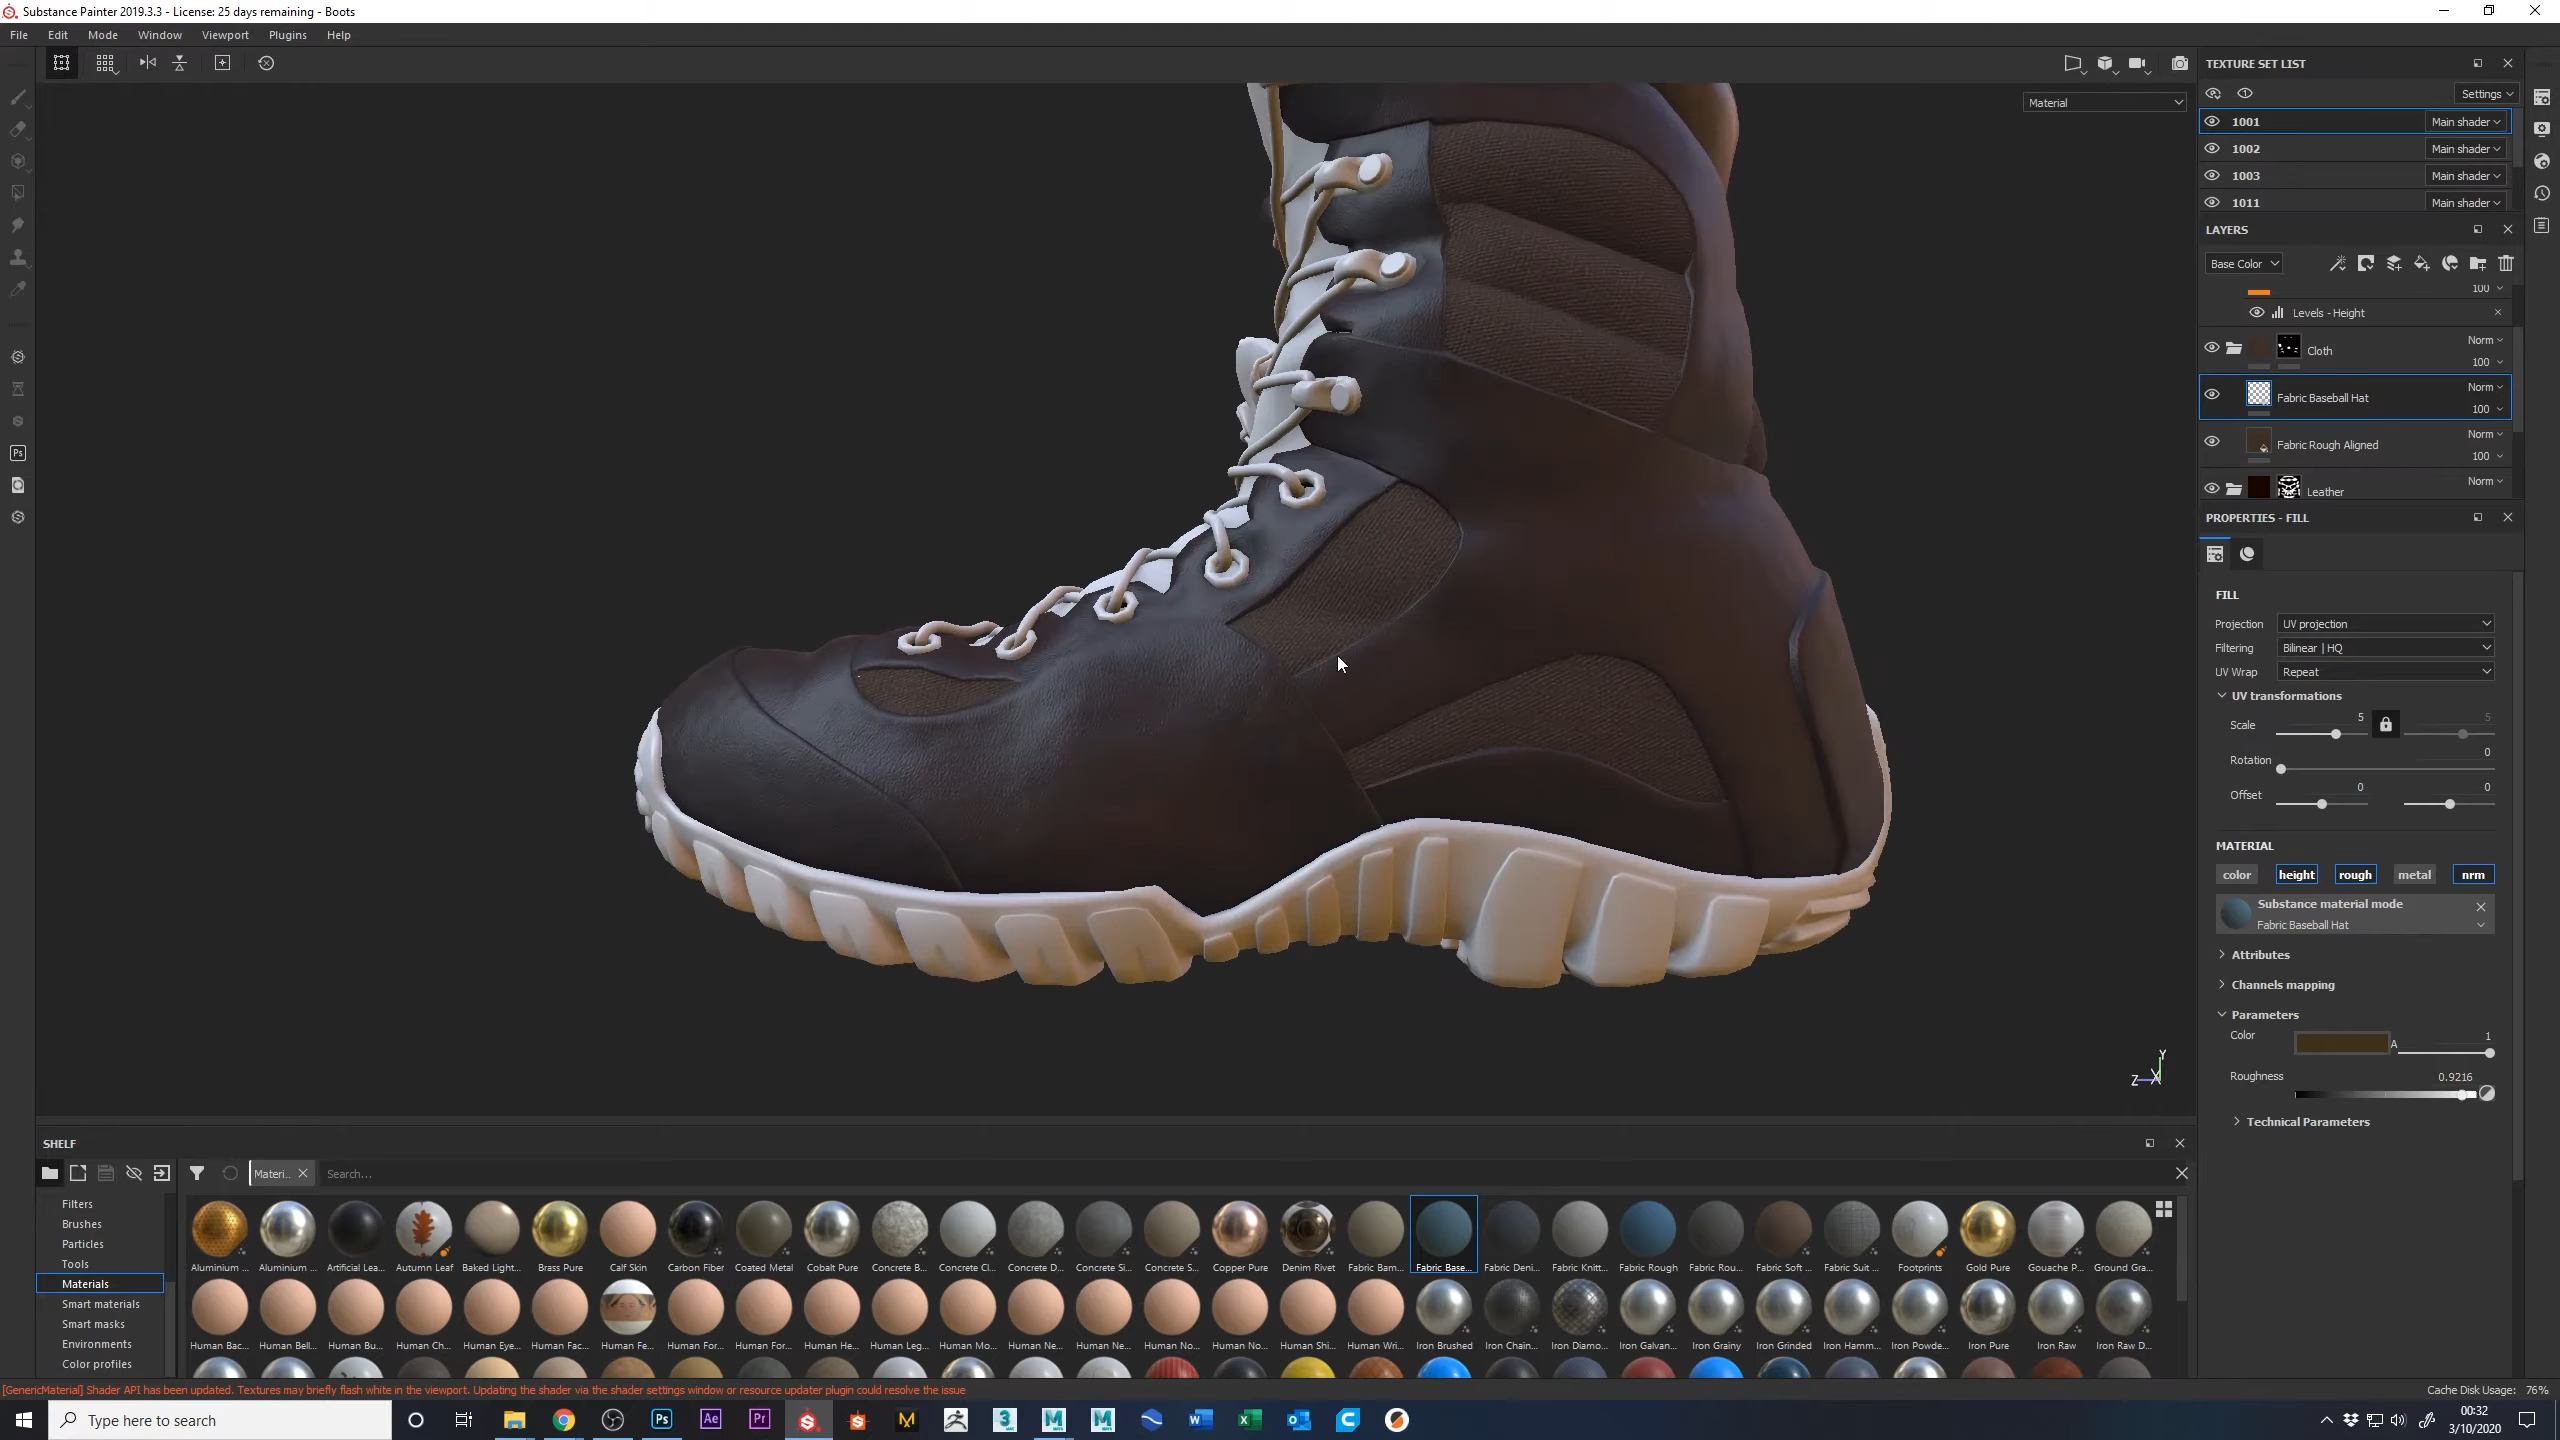 Substance Painter 2019.3.3 - License: 25 days remaining - Boots
File Edit Mode Window Viewport Plugins Help
Material
TEXTURE SET LIST
Settings
1001 Main shader
1002 Main shader
1003 Main shader
1011 Main shader
LAYERS
Base Color
100
Levels - Height
Cloth Norm 100
Fabric Baseball Hat Norm 100
Fabric Rough Aligned Norm 100
Leather Norm
PROPERTIES - FILL
FILL
Projection UV projection
Filtering Bilinear | HQ
UV Wrap Repeat
UV transformations
Scale 5 5
Rotation 0
Offset 0 0
MATERIAL
color height rough metal nrm
Substance material mode
Fabric Baseball Hat
Attributes
Channels mapping
Parameters
Color A 1
Roughness 0.9216
Technical Parameters
Y
Z X
SHELF
Materi... Search...
Filters
Brushes
Particles
Tools
Materials
Smart materials
Smart masks
Environments
Color profiles
Aluminium ... Aluminium ... Artificial Lea... Autumn Leaf Baked Light... Brass Pure Calf Skin Carbon Fiber Coated Metal Cobalt Pure Concrete B... Concrete Cl... Concrete D... Concrete Si... Concrete S... Copper Pure Denim Rivet Fabric Bam... Fabric Base... Fabric Deni... Fabric Knitt... Fabric Rough Fabric Rou... Fabric Soft ... Fabric Suit ... Footprints Gold Pure Gouache P... Ground Gra...
Human Bac... Human Bell... Human Bu... Human Ch... Human Eye... Human Fac... Human Fe... Human For... Human For... Human He... Human Leg... Human Mo... Human Ne... Human Ne... Human No... Human No... Human Shi... Human Wri... Iron Brushed Iron Chain... Iron Diamo... Iron Galvan... Iron Grainy Iron Grinded Iron Hamm... Iron Powde... Iron Pure Iron Raw Iron Raw D...
[GenericMaterial] Shader API has been updated. Textures may briefly flash white in the viewport. Updating the shader via the shader settings window or resource updater plugin could resolve the issue
Cache Disk Usage: 76%
Type here to search
00:32
3/10/2020